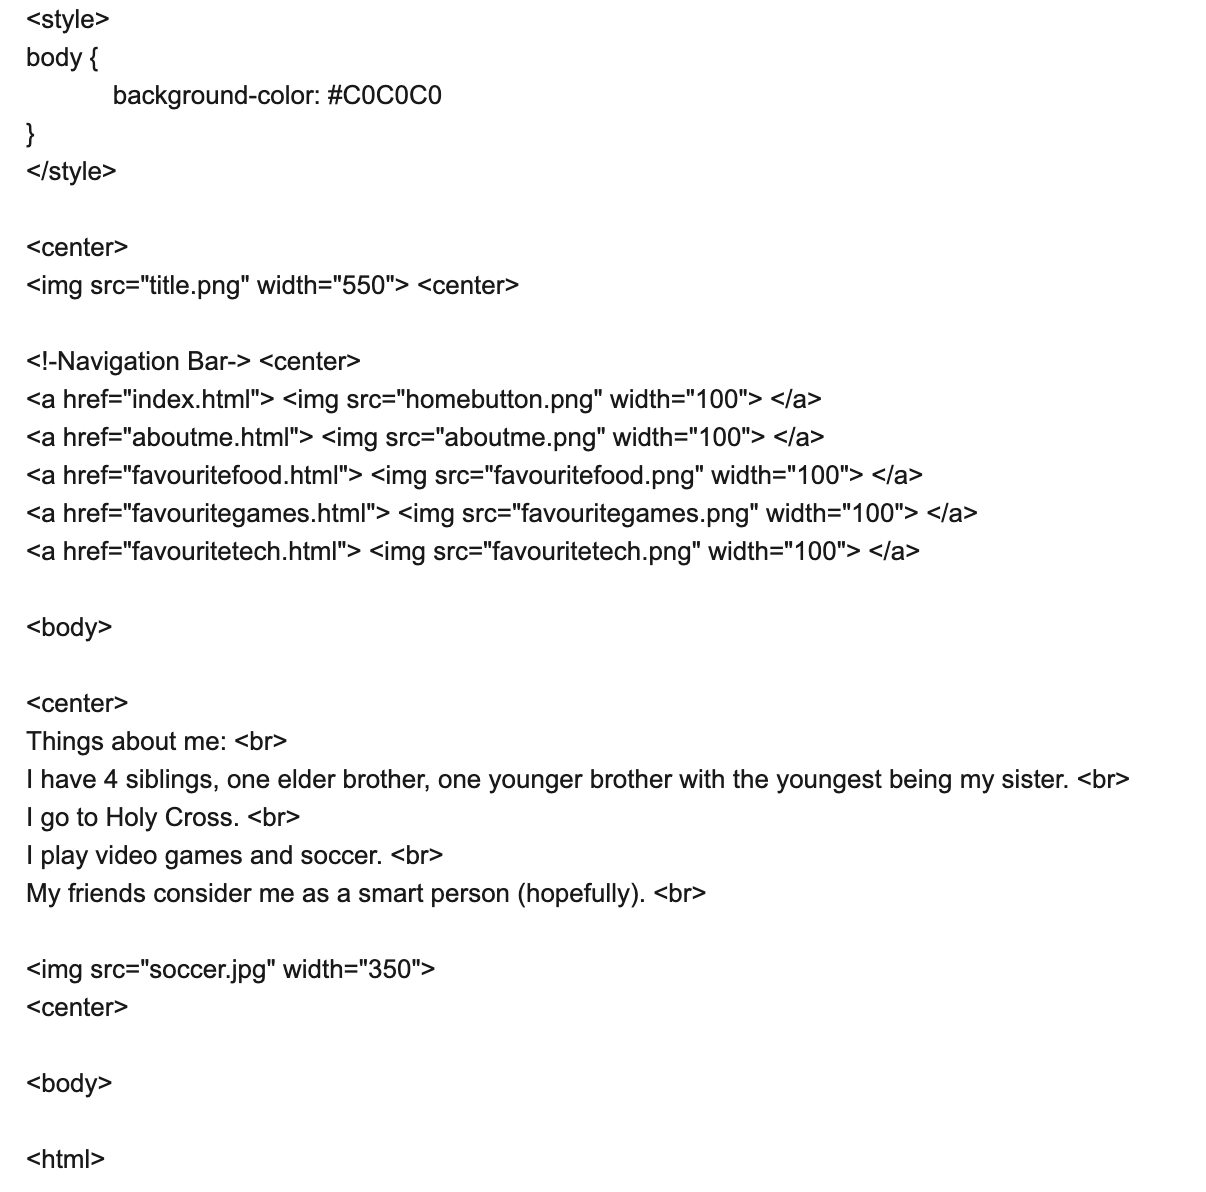 <style>
body {
background-color: #C0C0C0
}
</style>
<center>
<img src="title.png" width="550"> <center>
<!-Navigation Bar-> <center>
<a href="index.html"> <img src="homebutton.png" width="100"> </a>
<a href="aboutme.html"> <img src="aboutme.png" width="100"> </a>
<a href="favouritefood.html"> <img src="favouritefood.png" width="100"> </a>
<a href="favouritegames.html"> <img src="favouritegames.png" width="100"> </a>
<a href="favouritetech.html"> <img src="favouritetech.png" width="100"> </a>
<body>
<center>
Things about me: <br>
I have 4 siblings, one elder brother, one younger brother with the youngest being my sister. <br>
I go to Holy Cross. <br>
I play video games and soccer. <br>
My friends consider me as a smart person (hopefully). <br>
<img src="soccer.jpg" width="350">
<center>
<body>
<html>